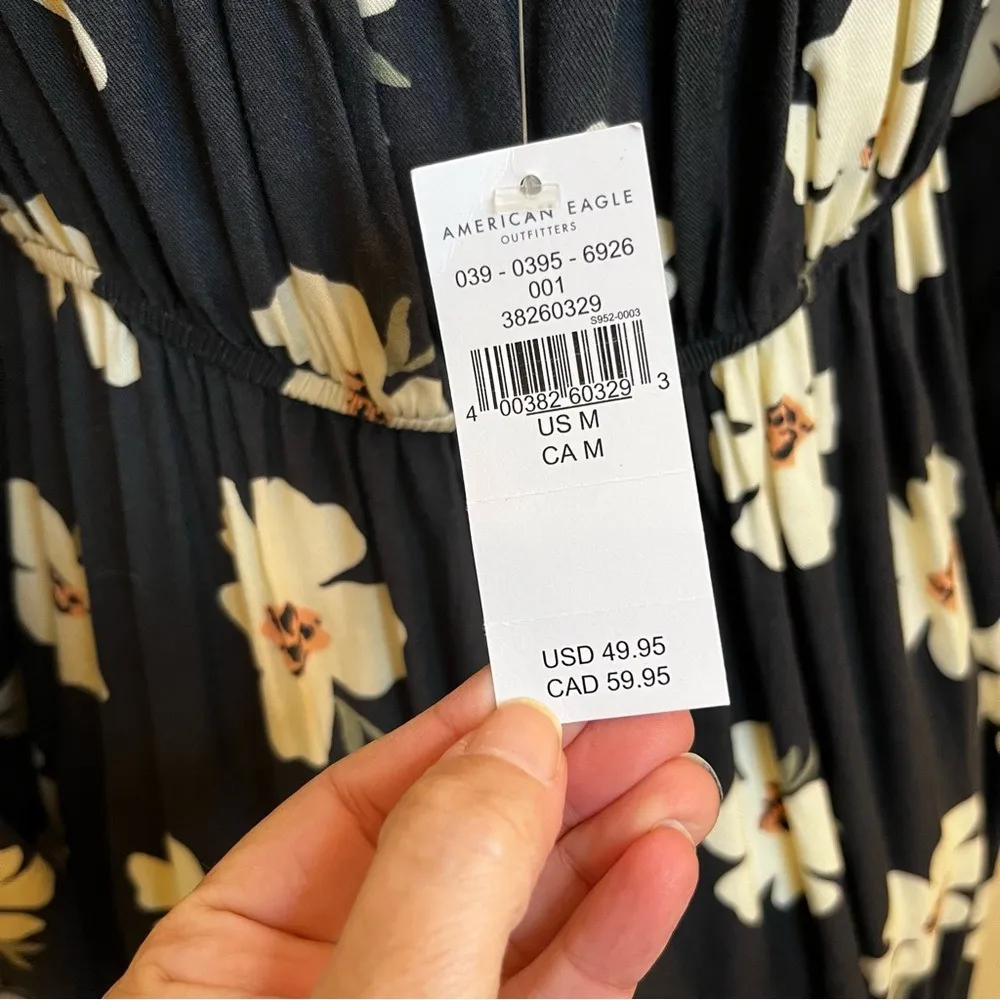 AMERICAN EAGLE
OUTFITTERS
039 - 0395 - 6926
001
38260329
S952-0003
4 00382 60329 3
US M
CA M
USD 49.95
CAD 59.95